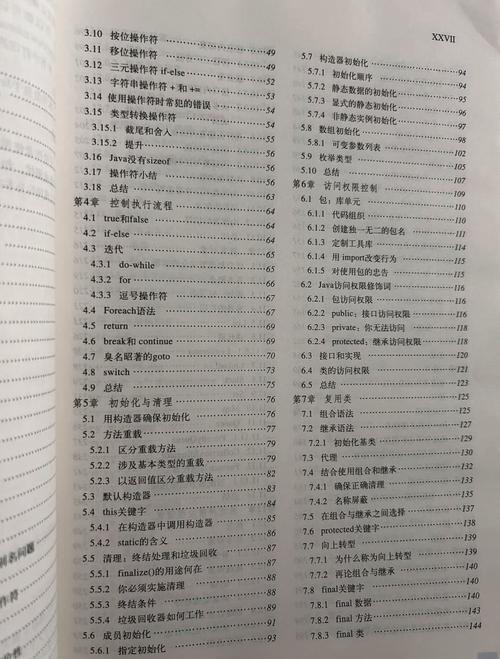 XXVII
3.10 按位操作符 49
3.11 移位操作符 49
3.12 三元操作符 if-else 52
3.13 字符串操作符 + 和 += 53
3.14 使用操作符时常犯的错误 54
3.15 类型转换操作符 54
3.15.1 截尾和舍入 55
3.15.2 提升 56
3.16 Java没有sizeof 56
3.17 操作符小结 56
3.18 总结 63
第4章 控制执行流程 64
4.1 true和false 64
4.2 if-else 64
4.3 迭代 65
4.3.1 do-while 65
4.3.2 for 66
4.3.3 逗号操作符 67
4.4 Foreach语法 67
4.5 return 69
4.6 break和 continue 69
4.7 臭名昭著的goto 70
4.8 switch 73
4.9 总结 75
第5章 初始化与清理 76
5.1 用构造器确保初始化 76
5.2 方法重载 77
5.2.1 区分重载方法 79
5.2.2 涉及基本类型的重载 79
5.2.3 以返回值区分重载方法 82
5.3 默认构造器 83
5.4 this关键字 84
5.4.1 在构造器中调用构造器 86
5.4.2 static的含义 87
5.5 清理：终结处理和垃圾回收 87
5.5.1 finalize()的用途何在 87
5.5.2 你必须实施清理 88
5.5.3 终结条件 89
5.5.4 垃圾回收器如何工作 89
5.6 成员初始化 91
5.6.1 指定初始化 93
5.7 构造器初始化 94
5.7.1 初始化顺序 94
5.7.2 静态数据的初始化 95
5.7.3 显式的静态初始化 96
5.7.4 非静态实例初始化 97
5.8 数组初始化 98
5.8.1 可变参数列表 102
5.9 枚举类型 105
5.10 总结 107
第6章 访问权限控制 109
6.1 包：库单元 110
6.1.1 代码组织 110
6.1.2 创建独一无二的包名 111
6.1.3 定制工具库 114
6.1.4 用 import改变行为 115
6.1.5 对使用包的忠告 115
6.2 Java访问权限修饰词 116
6.2.1 包访问权限 116
6.2.2 public：接口访问权限 116
6.2.3 private：你无法访问 118
6.2.4 protected：继承访问权限 118
6.3 接口和实现 120
6.4 类的访问权限 121
6.5 总结 123
第7章 复用类 125
7.1 组合语法 125
7.2 继承语法 127
7.2.1 初始化基类 129
7.3 代理 130
7.4 结合使用组合和继承 132
7.4.1 确保正确清理 133
7.4.2 名称屏蔽 135
7.5 在组合与继承之间选择 137
7.6 protected关键字 138
7.7 向上转型 139
7.7.1 为什么称为向上转型 139
7.7.2 再论组合与继承 140
7.8 final关键字 140
7.8.1 final 数据 140
7.8.2 final 方法 143
7.8.3 final 类 144